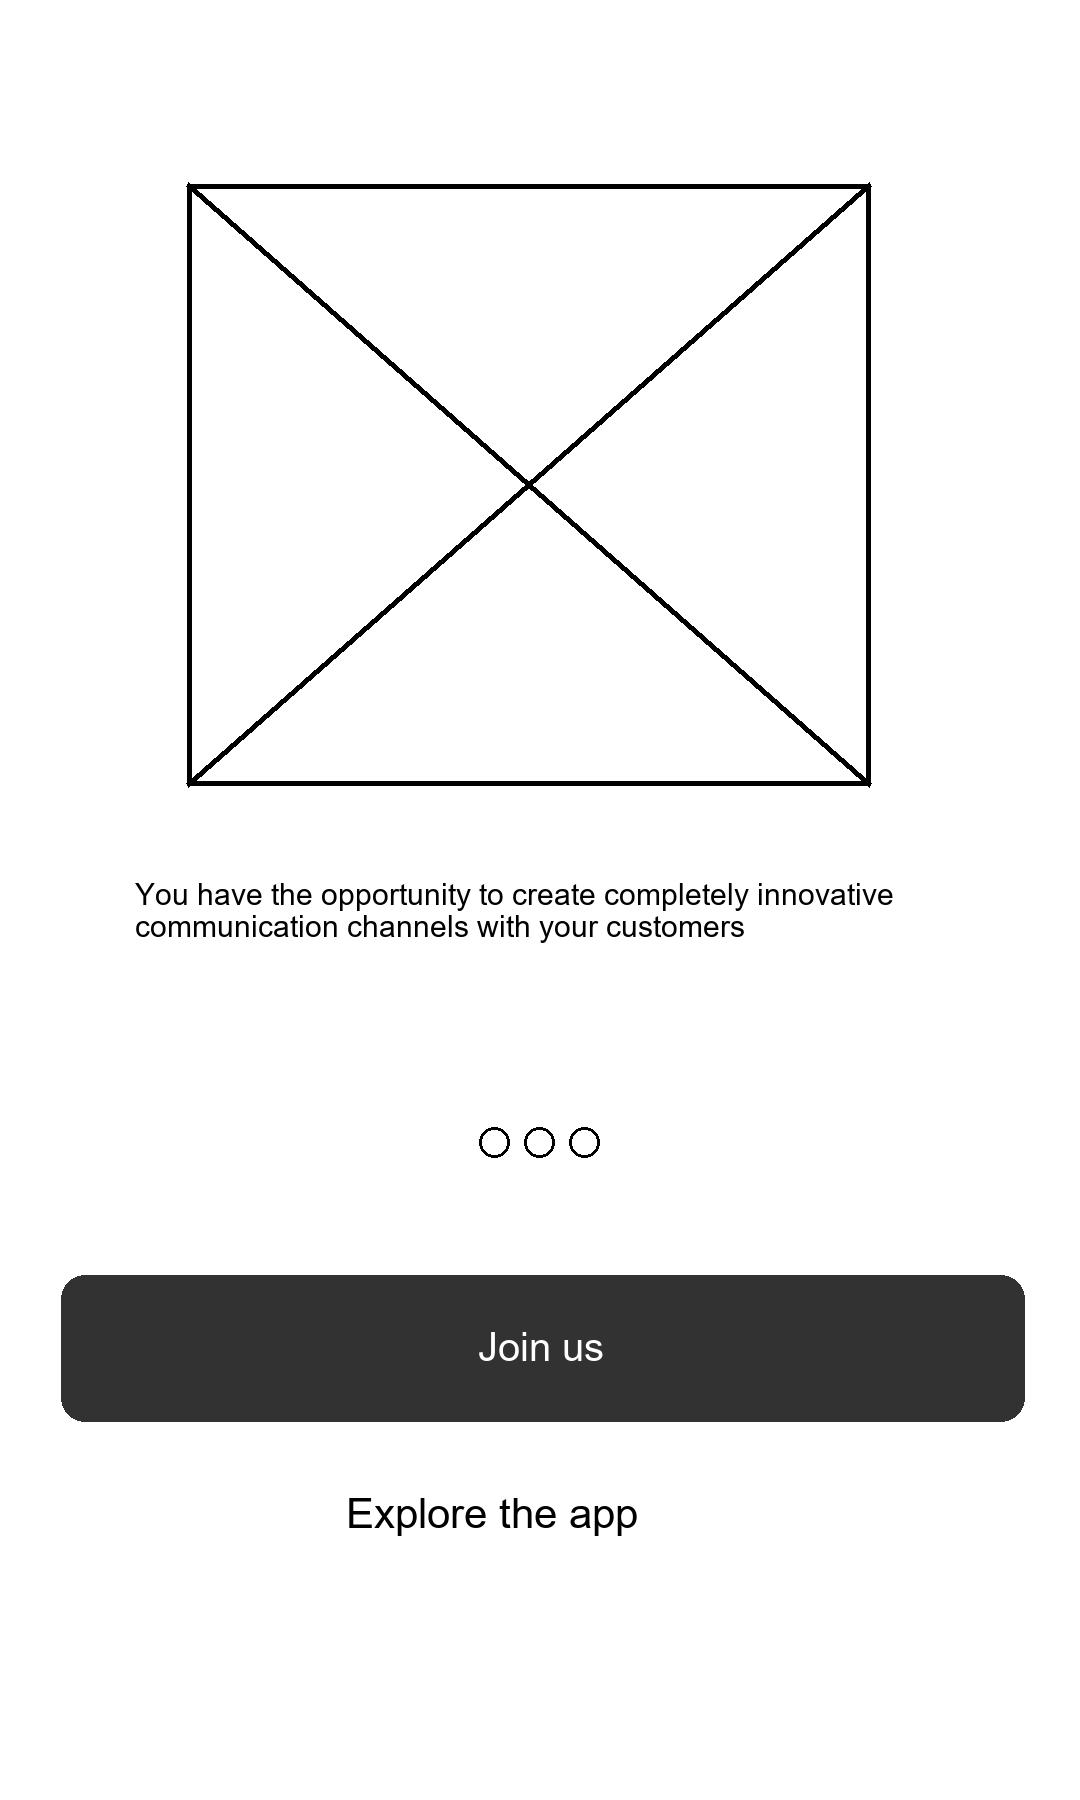 You have the opportunity to create completely innovative
communication channels with your customers
Join us
Explore the app